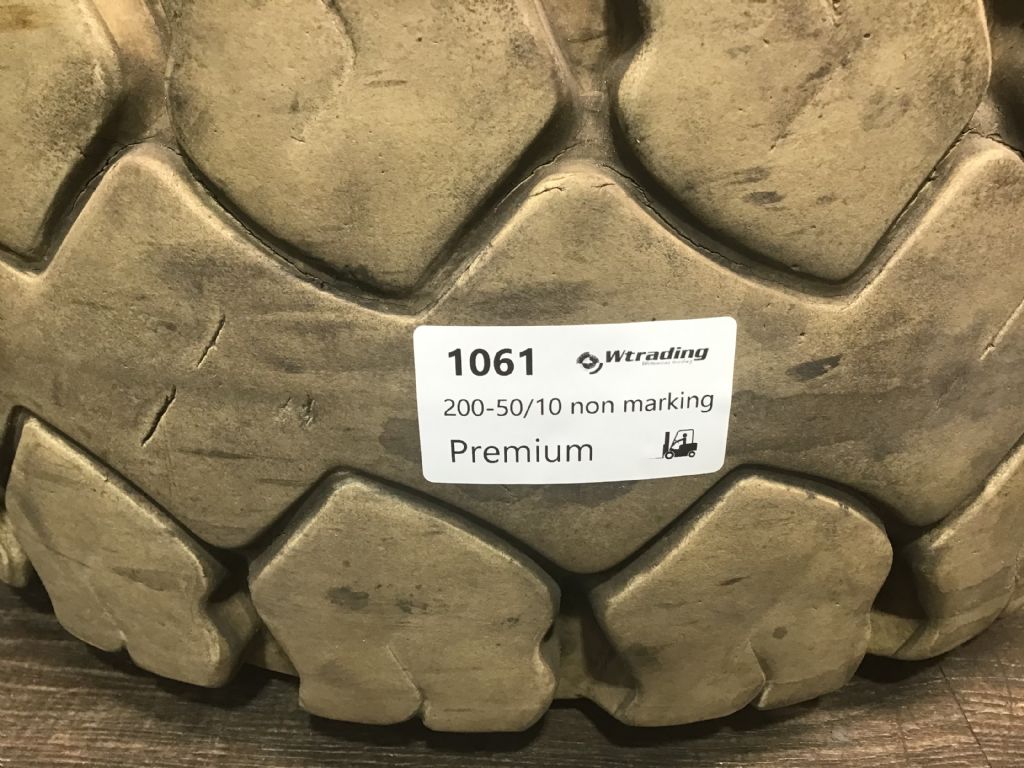 1061 Wtrading
200-50/10 non marking
Premium